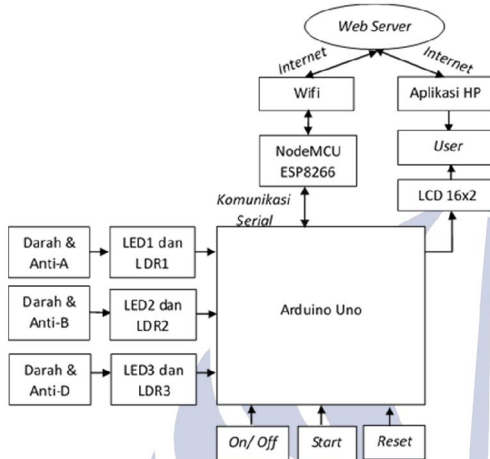 Web Server
Internet
Internet
Wifi
Aplikasi HP
NodeMCU
ESP8266
User
Komunikasi
Serial
LCD 16x2
Darah &
Anti-A
LED1 dan
LDR1
Darah &
Anti-B
LED2 dan
LDR2
Arduino Uno
Darah &
Anti-D
LED3 dan
LDR3
On/ Off
Start
Reset